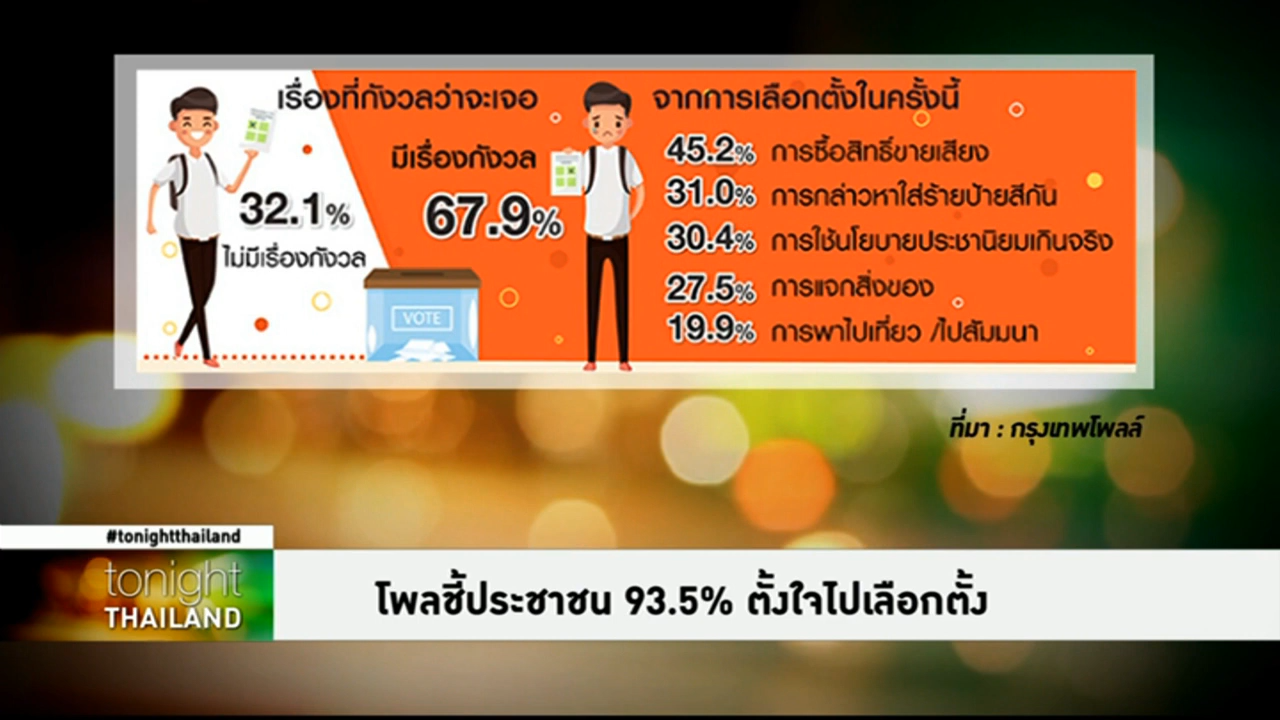 เรื่องที่กังวลว่าจะเจอ จากการเลือกตั้งในครั้งนี้
32.1%
ไม่มีเรื่องกังวล
มีเรื่องกังวล
67.9%
45.2% การซื้อสิทธิ์ขายเสียง
31.0% การกล่าวหาใส่ร้ายป้ายสีกัน
30.4% การใช้นโยบายประชานิยมเกินจริง
27.5% การแจกสิ่งของ
19.9% การพาไปเที่ยว /ไปสัมมนา
VOTE
ที่มา : กรุงเทพโพลล์
#tonightthailand
tonight
THAILAND
โพลชี้ประชาชน 93.5% ตั้งใจไปเลือกตั้ง